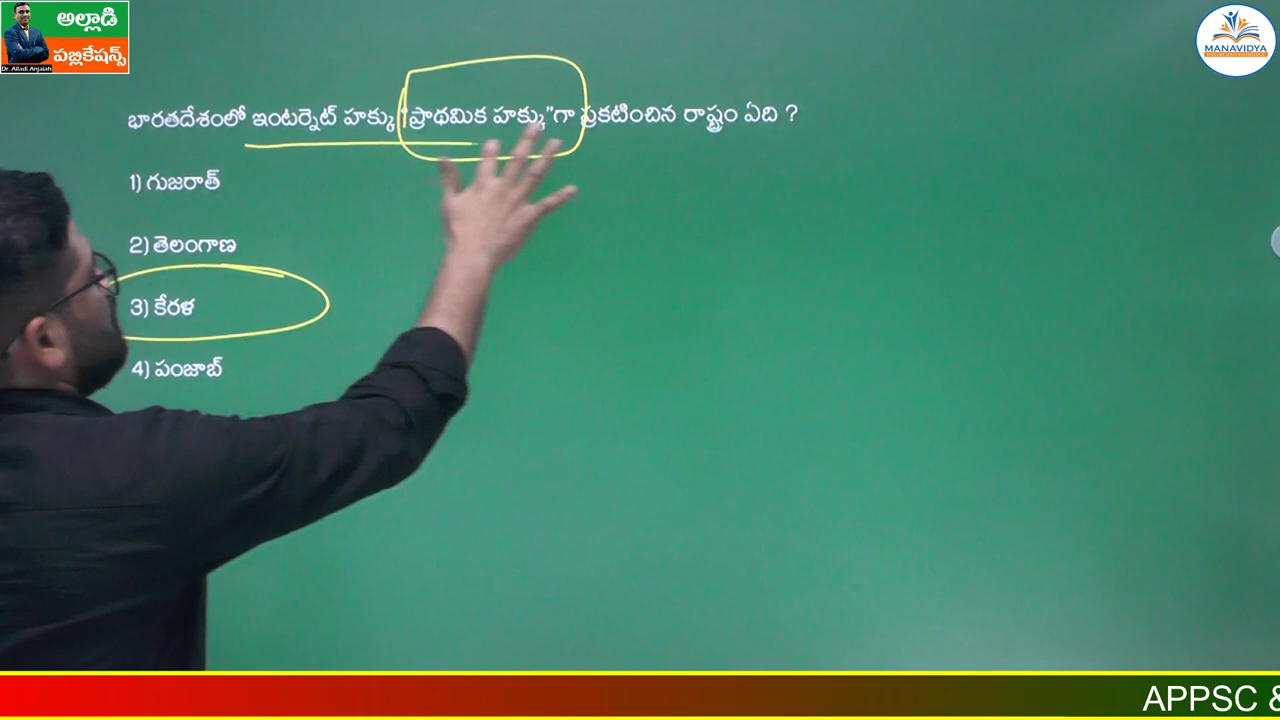 అల్లాడి
పబ్లికేషన్స్
Dr. Alladi Anjaiah
MANAVIDYA
భారతదేశంలో ఇంటర్నెట్ హక్కు "ప్రాథమిక హక్కు"గా ప్రకటించిన రాష్ట్రం ఏది ?
1) గుజరాత్
2) తెలంగాణ
3) కేరళ
4) పంజాబ్
APPSC &